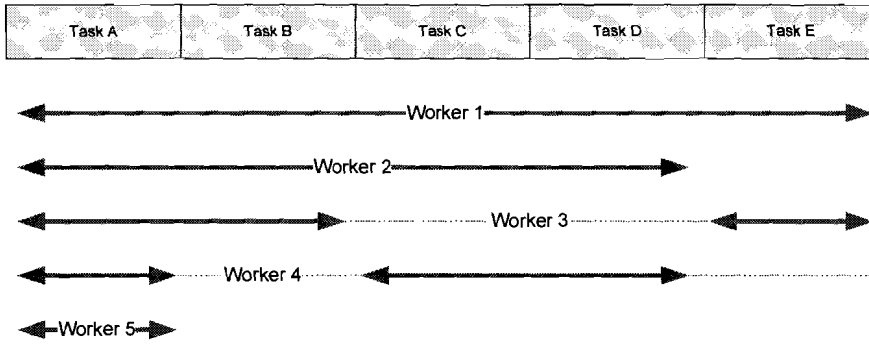 Task A Task B Task C Task D Task E
Worker 1
Worker 2
Worker 3
Worker 4
Worker 5